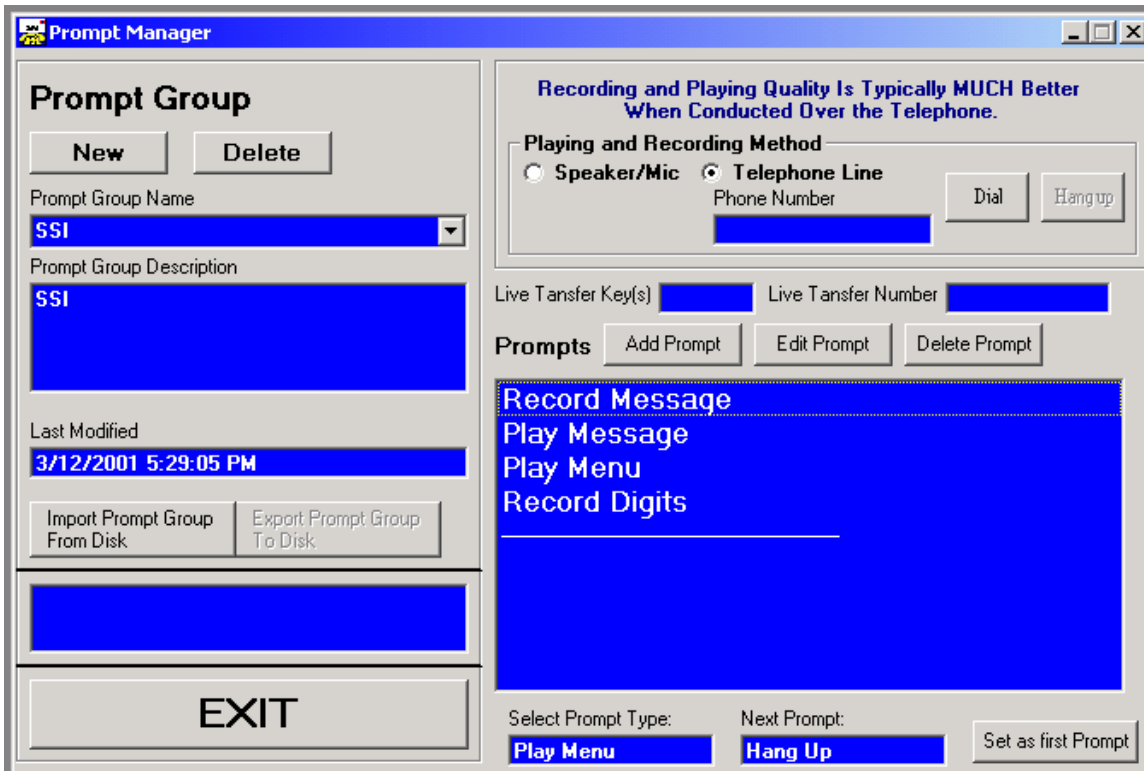 Prompt Manager
Prompt Group
New
Delete
Prompt Group Name
SSI
Prompt Group Description
SSI
Last Modified
3/12/2001 5:29:05 PM
Import Prompt Group
From Disk
Export Prompt Group
To Disk
EXIT
Recording and Playing Quality Is Typically MUCH Better
When Conducted Over the Telephone.
Playing and Recording Method
Speaker/Mic
Telephone Line
Phone Number
Dial
Hang up
Live Tansfer Key(s)
Live Tansfer Number
Prompts
Add Prompt
Edit Prompt
Delete Prompt
Record Message
Play Message
Play Menu
Record Digits
Select Prompt Type:
Play Menu
Next Prompt:
Hang Up
Set as first Prompt